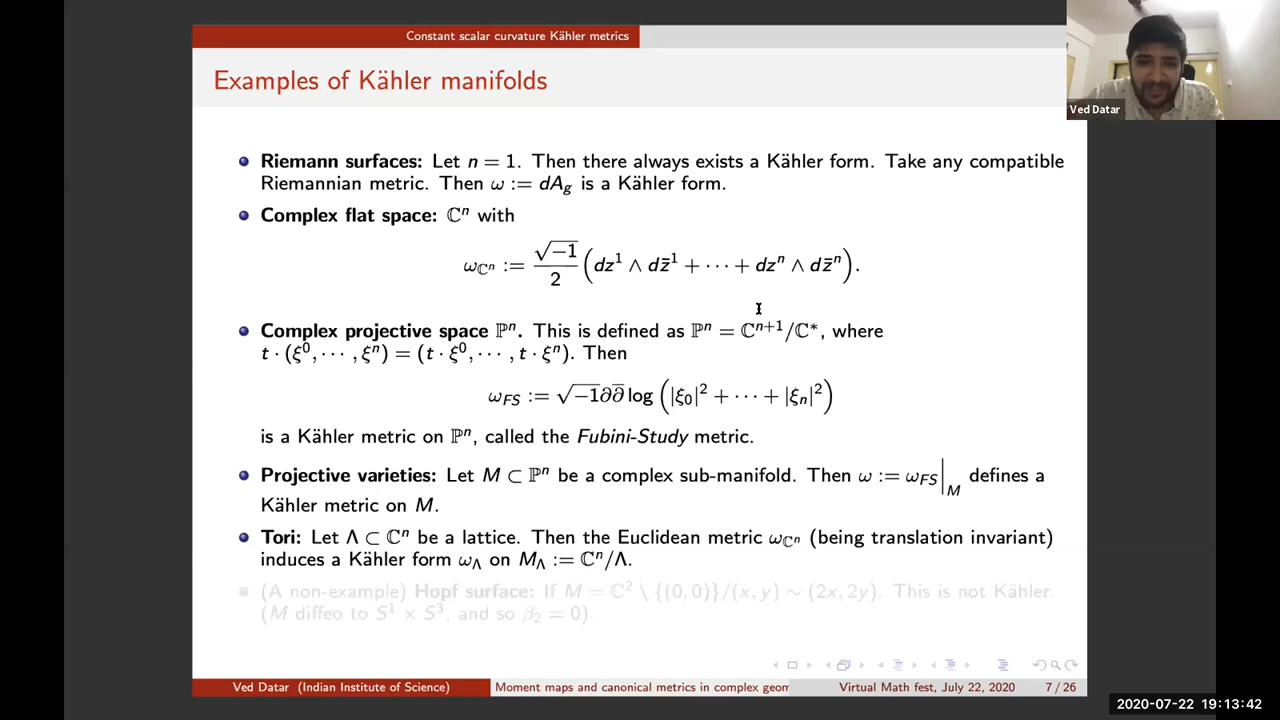 Constant scalar curvature Kähler metrics
Examples of Kähler manifolds
Ved Datar
Riemann surfaces: Let n = 1. Then there always exists a Kähler form. Take any compatible
Riemannian metric. Then ω := dA_g is a Kähler form.
Complex flat space: ℂⁿ with
ω_{ℂⁿ} := √−1/2 (dz¹ ∧ dz̄¹ + ··· + dzⁿ ∧ dz̄ⁿ).
Complex projective space ℙⁿ. This is defined as ℙⁿ = ℂⁿ⁺¹/ℂ*, where
t · (ξ⁰, ··· , ξⁿ) = (t · ξ⁰, ··· , t · ξⁿ). Then
ω_{FS} := √−1∂∂̄ log (|ξ₀|² + ··· + |ξₙ|²)
is a Kähler metric on ℙⁿ, called the Fubini-Study metric.
Projective varieties: Let M ⊂ ℙⁿ be a complex sub-manifold. Then ω := ω_{FS}|_M defines a
Kähler metric on M.
Tori: Let Λ ⊂ ℂⁿ be a lattice. Then the Euclidean metric ω_{ℂⁿ} (being translation invariant)
induces a Kähler form ω_Λ on M_Λ := ℂⁿ/Λ.
(A non-example) Hopf surface: If M = ℂ² \ {(0, 0)}/(x, y) ∼ (2x, 2y). This is not Kähler.
(M diffeo to S¹ × S³, and so β₂ = 0).
Ved Datar (Indian Institute of Science) Moment maps and canonical metrics in complex geom Virtual Math fest, July 22, 2020 7 / 26
2020-07-22 19:13:42